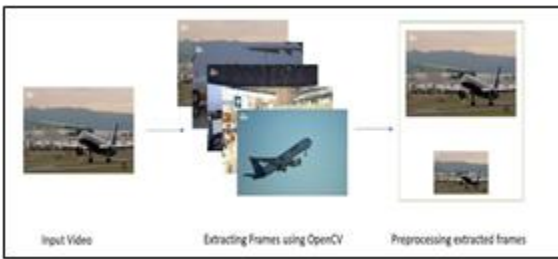 Input Video
Extracting Frames using OpenCV
Preprocessing extracted frames